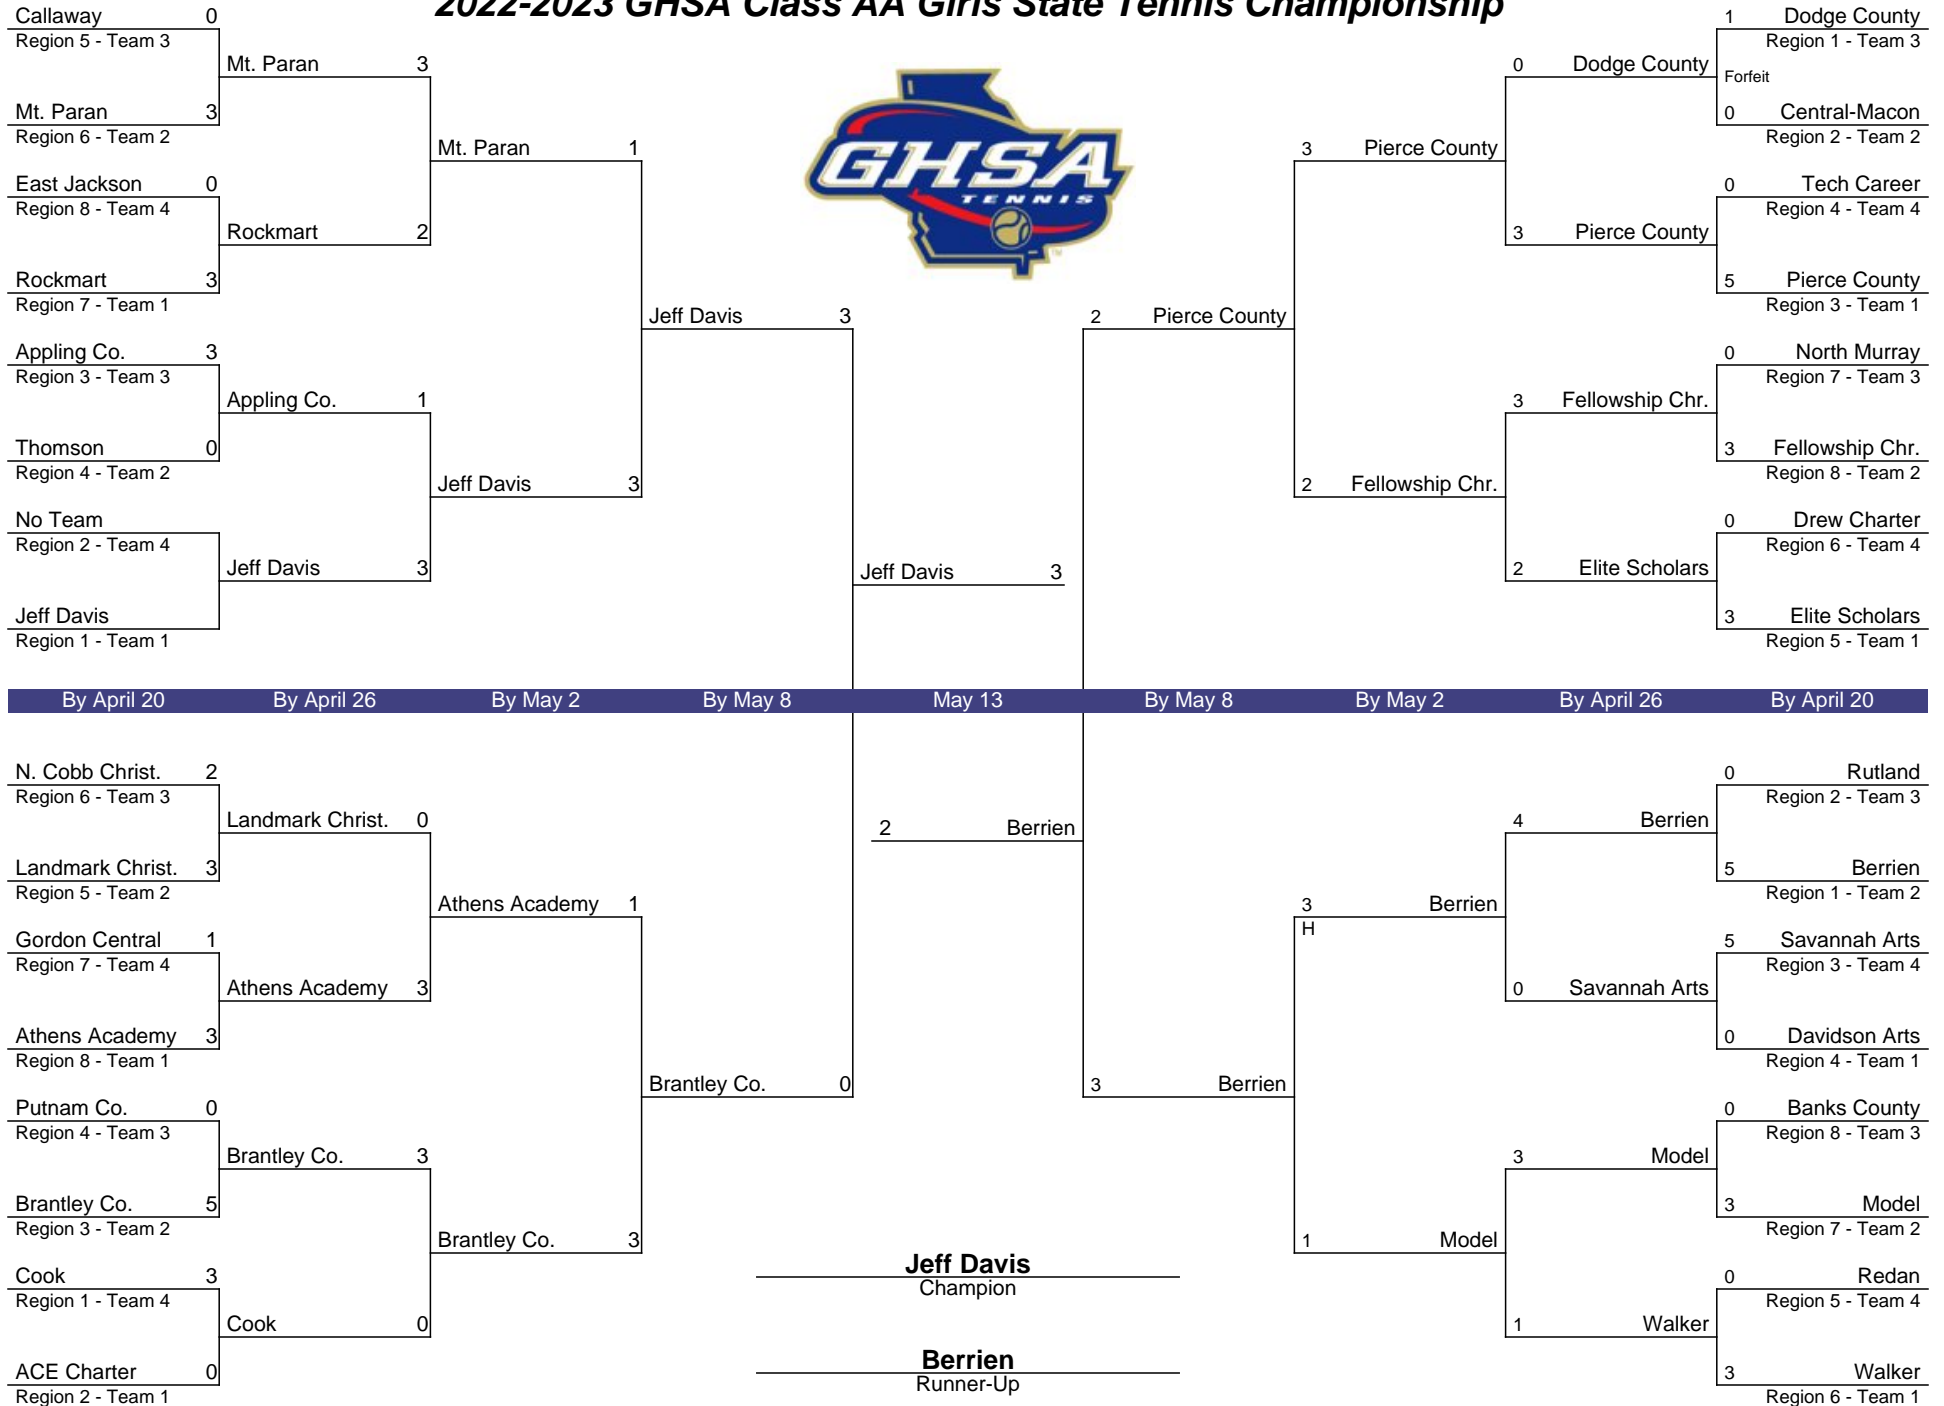 2022-2023 GHSA Class AA Girls State Tennis Championship
Callaway 0
Region 5 - Team 3
Mt. Paran 3
Mt. Paran 3
Region 6 - Team 2
Mt. Paran 1
East Jackson 0
Region 8 - Team 4
Rockmart 2
Rockmart 3
Region 7 - Team 1
Jeff Davis 3
Appling Co. 3
Region 3 - Team 3
Appling Co. 1
Thomson 0
Region 4 - Team 2
Jeff Davis 3
No Team
Region 2 - Team 4
Jeff Davis 3
Jeff Davis
Region 1 - Team 1
GHSA
TENNIS
TM
Jeff Davis 3
1 Dodge County
Region 1 - Team 3
0 Dodge County
Forfeit
0 Central-Macon
Region 2 - Team 2
3 Pierce County
0 Tech Career
Region 4 - Team 4
3 Pierce County
5 Pierce County
Region 3 - Team 1
2 Pierce County
0 North Murray
Region 7 - Team 3
3 Fellowship Chr.
3 Fellowship Chr.
Region 8 - Team 2
2 Fellowship Chr.
0 Drew Charter
Region 6 - Team 4
2 Elite Scholars
3 Elite Scholars
Region 5 - Team 1
By April 20 By April 26 By May 2 By May 8 May 13 By May 8 By May 2 By April 26 By April 20
N. Cobb Christ. 2
Region 6 - Team 3
Landmark Christ. 0
Landmark Christ. 3
Region 5 - Team 2
Athens Academy 1
Gordon Central 1
Region 7 - Team 4
Athens Academy 3
Athens Academy 3
Region 8 - Team 1
Brantley Co. 0
Putnam Co. 0
Region 4 - Team 3
Brantley Co. 3
Brantley Co. 5
Region 3 - Team 2
Brantley Co. 3
Cook 3
Region 1 - Team 4
Cook 0
ACE Charter 0
Region 2 - Team 1
2 Berrien
0 Rutland
Region 2 - Team 3
4 Berrien
5 Berrien
Region 1 - Team 2
3 Berrien
H
5 Savannah Arts
Region 3 - Team 4
0 Savannah Arts
0 Davidson Arts
Region 4 - Team 1
3 Berrien
0 Banks County
Region 8 - Team 3
3 Model
3 Model
Region 7 - Team 2
1 Model
0 Redan
Region 5 - Team 4
1 Walker
3 Walker
Region 6 - Team 1
Jeff Davis
Champion
Berrien
Runner-Up